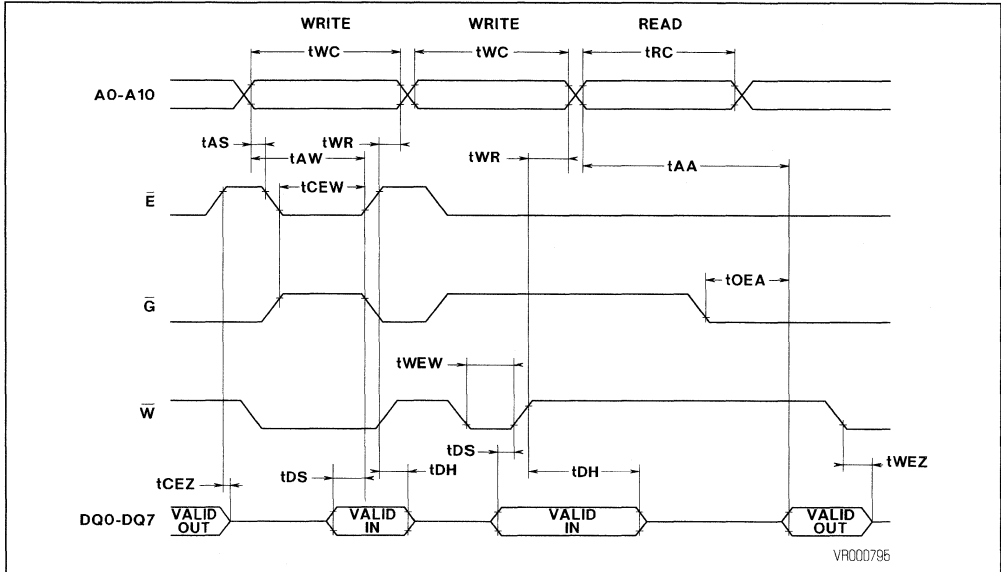 WRITE WRITE READ
tWC tWC tRC
A0-A10
tAS tWR tWR
tAW tAA
tCEW
E̅
tOEA
G̅
tWEW
W̅
tDS
tCEZ tDS tDH tDH tWEZ
DQ0-DQ7 VALID OUT VALID IN VALID IN VALID OUT
VR000795